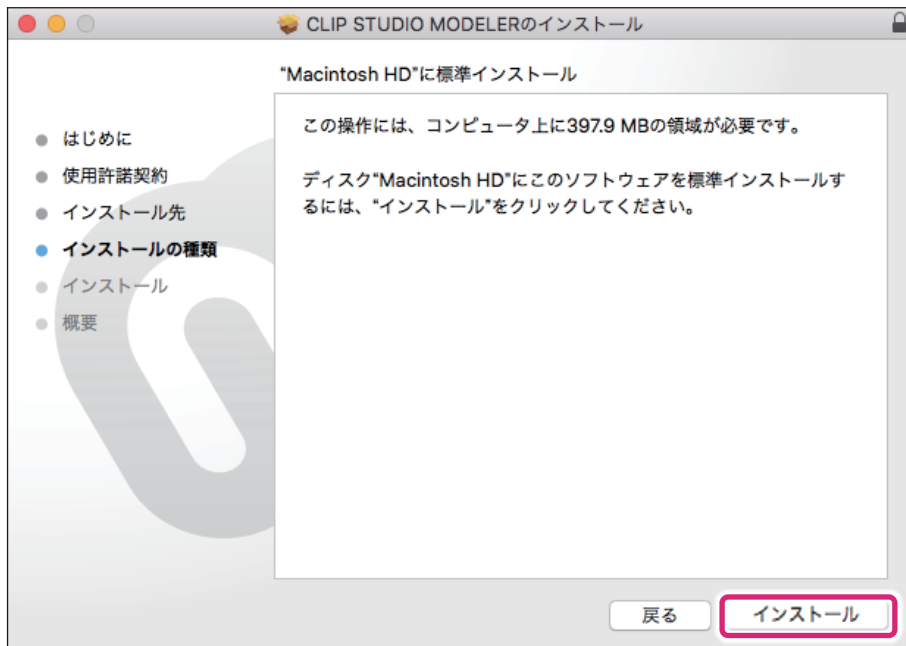 CLIP STUDIO MODELERのインストール
"Macintosh HD"に標準インストール
はじめに
使用許諾契約
インストール先
インストールの種類
インストール
概要
この操作には、コンピュータ上に397.9 MBの領域が必要です。
ディスク"Macintosh HD"にこのソフトウェアを標準インストールす
るには、"インストール"をクリックしてください。
戻る
インストール